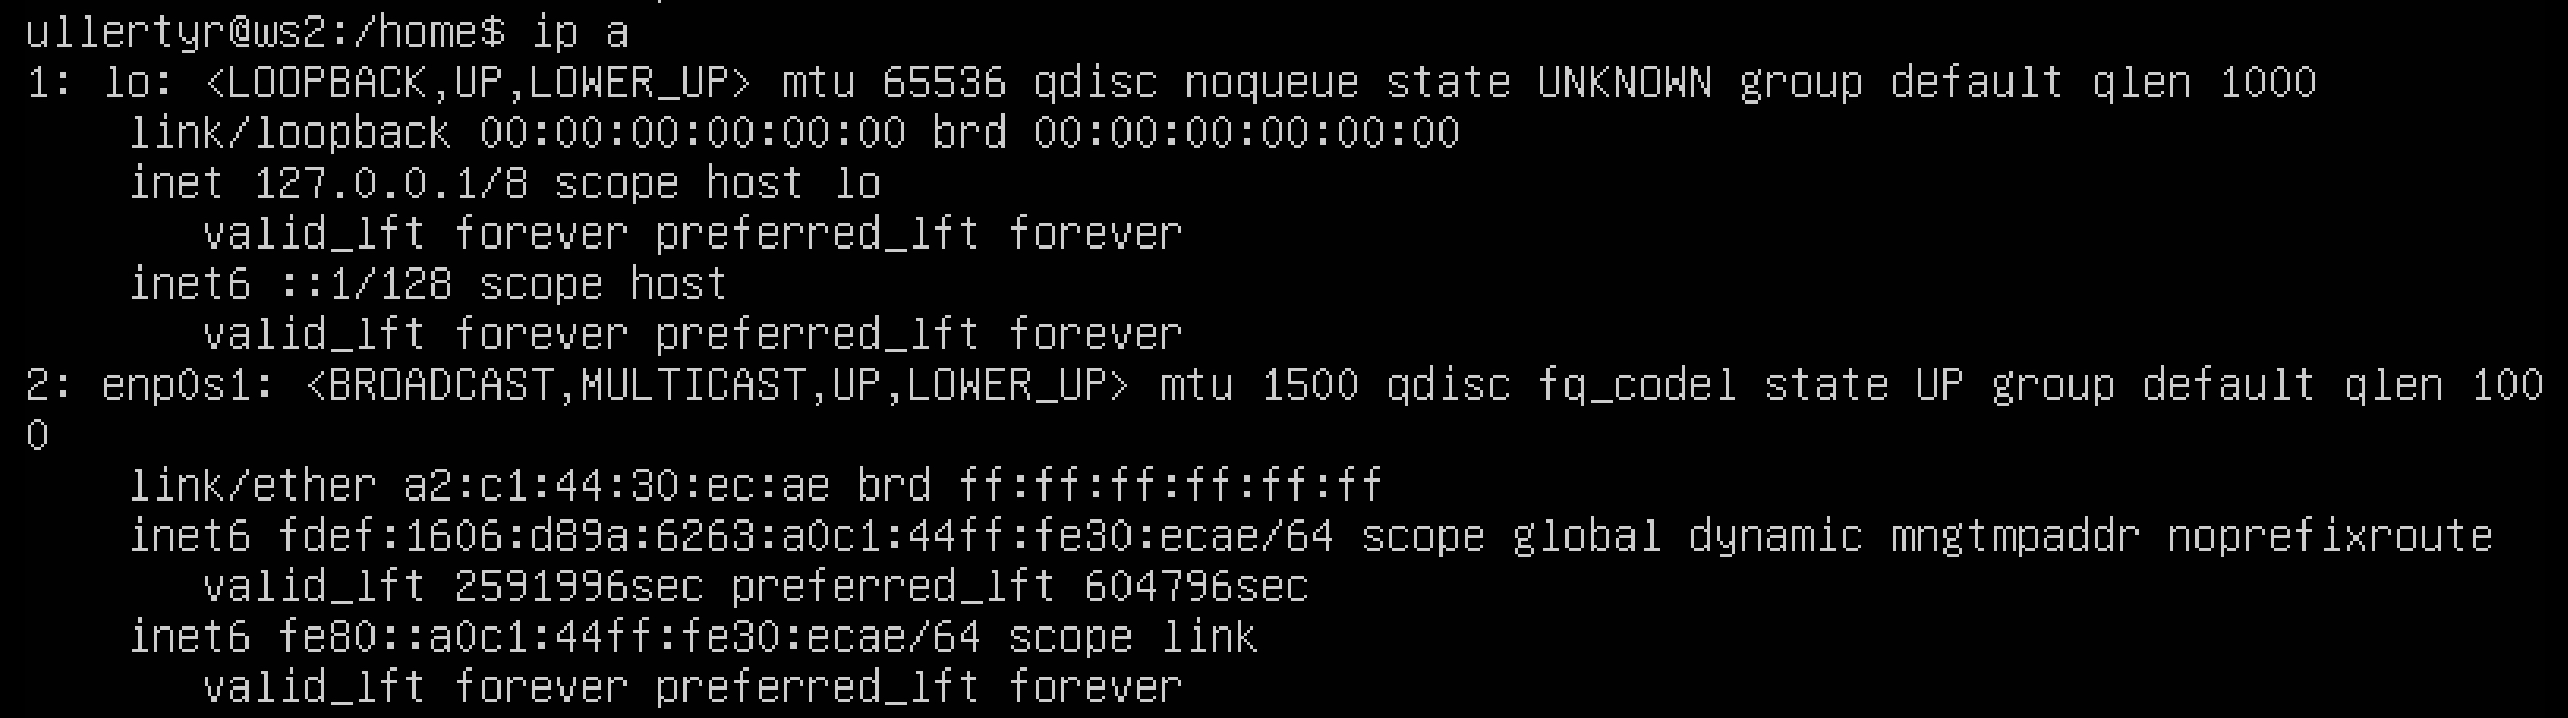 ullertyr@ws2:/home$ ip a
1: lo: <LOOPBACK,UP,LOWER_UP> mtu 65536 qdisc noqueue state UNKNOWN group default qlen 1000
    link/loopback 00:00:00:00:00:00 brd 00:00:00:00:00:00
    inet 127.0.0.1/8 scope host lo
       valid_lft forever preferred_lft forever
    inet6 ::1/128 scope host
       valid_lft forever preferred_lft forever
2: enp0s1: <BROADCAST,MULTICAST,UP,LOWER_UP> mtu 1500 qdisc fq_codel state UP group default qlen 100
0
    link/ether a2:c1:44:30:ec:ae brd ff:ff:ff:ff:ff:ff
    inet6 fdef:1606:d89a:6263:a0c1:44ff:fe30:ecae/64 scope global dynamic mngtmpaddr noprefixroute
       valid_lft 2591996sec preferred_lft 604796sec
    inet6 fe80::a0c1:44ff:fe30:ecae/64 scope link
       valid_lft forever preferred_lft forever